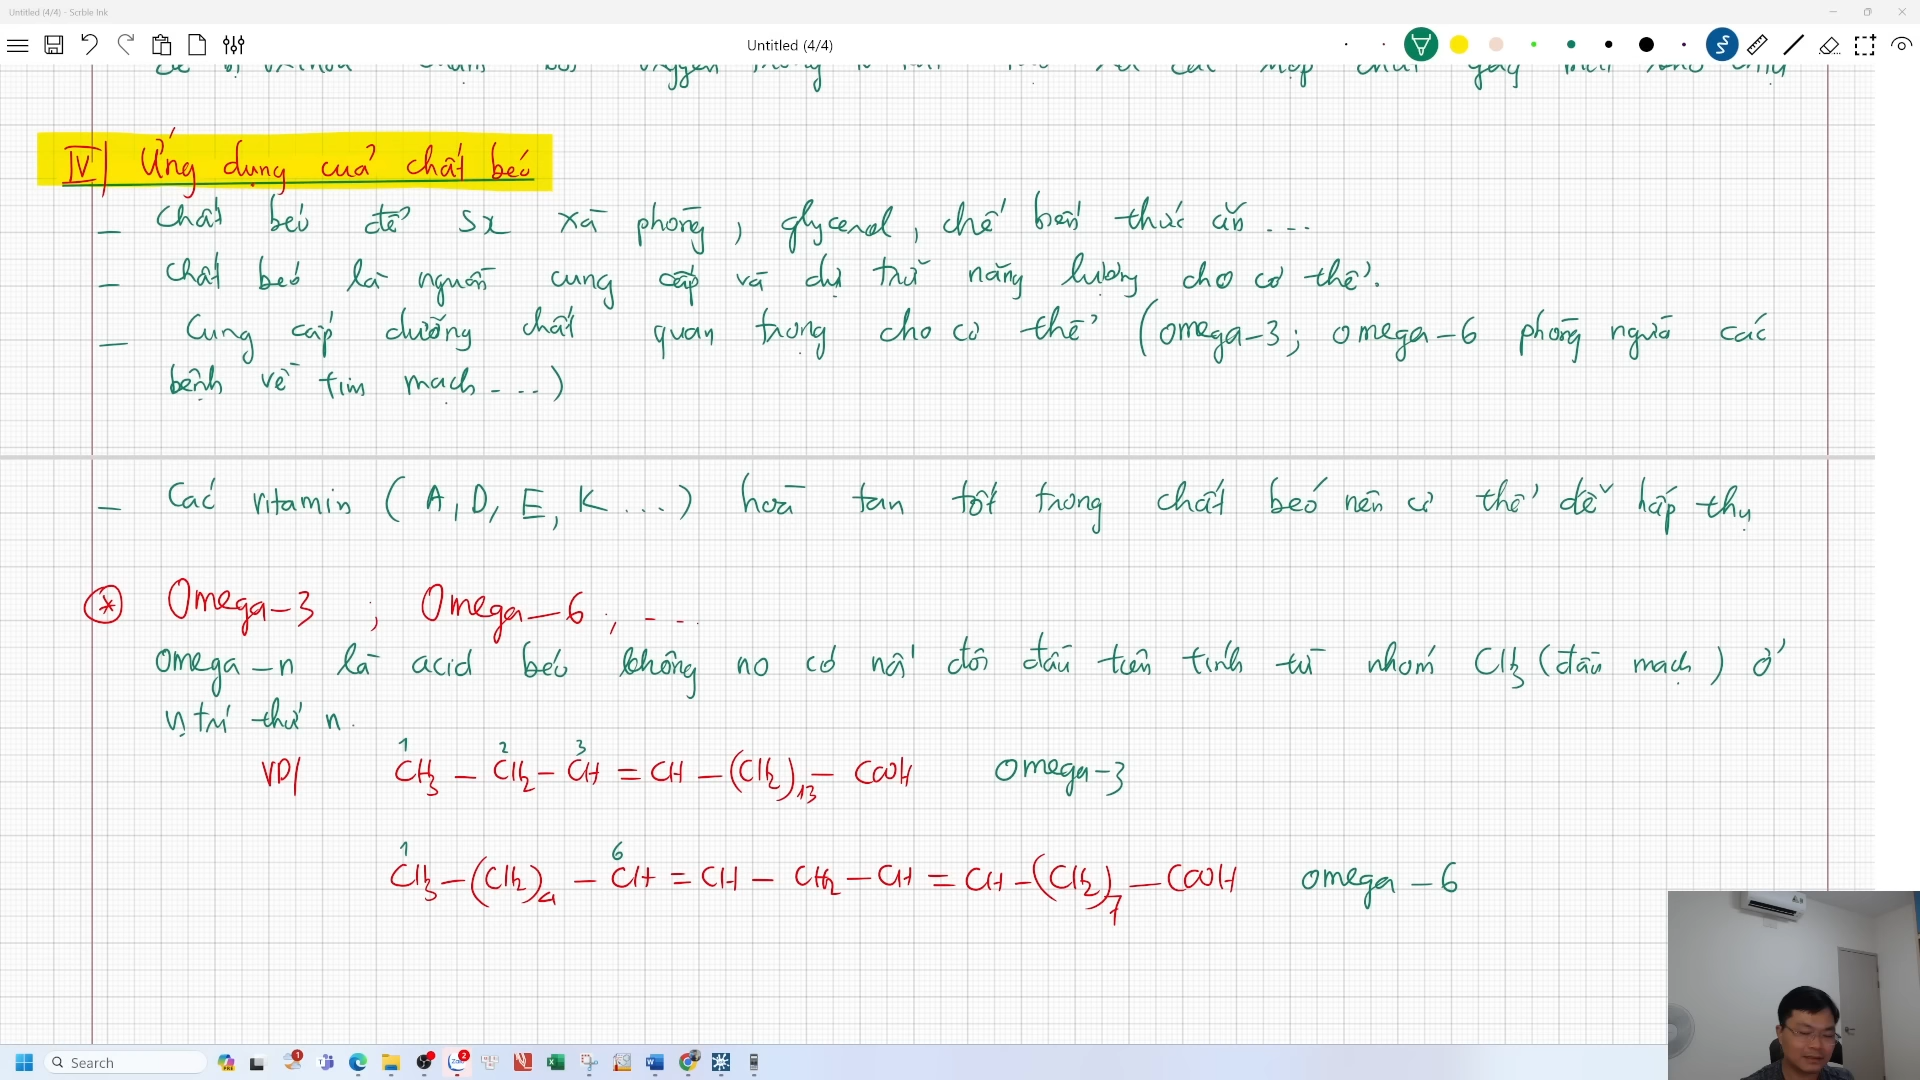 Untitled (4/4) - Scrble Ink
Untitled (4/4)
IV) Ứng dụng của chất béo
- Chất béo để sx xà phòng, glycerol, chế biến thức ăn ...
- Chất béo là nguồn cung cấp và dự trữ năng lượng cho cơ thể.
- Cung cấp dưỡng chất quan trọng cho cơ thể (omega-3; omega-6 phòng ngừa các
bệnh về tim mạch ...)
- Các vitamin (A, D, E, K ...) hoà tan tốt trong chất béo nên cơ thể dễ hấp thụ
* Omega-3 ; Omega-6 ; ...
Omega-n là acid béo không no có nối đôi đầu tiên tính từ nhóm CH₃ (đầu mạch) ở
vị trí thứ n.
1 2 3
VD/ CH₃ - CH₂ - CH = CH - (CH₂)₁₃ - COOH Omega-3
1 6
CH₃ - (CH₂)₄ - CH = CH - CH₂ - CH = CH - (CH₂)₇ - COOH omega-6
Search